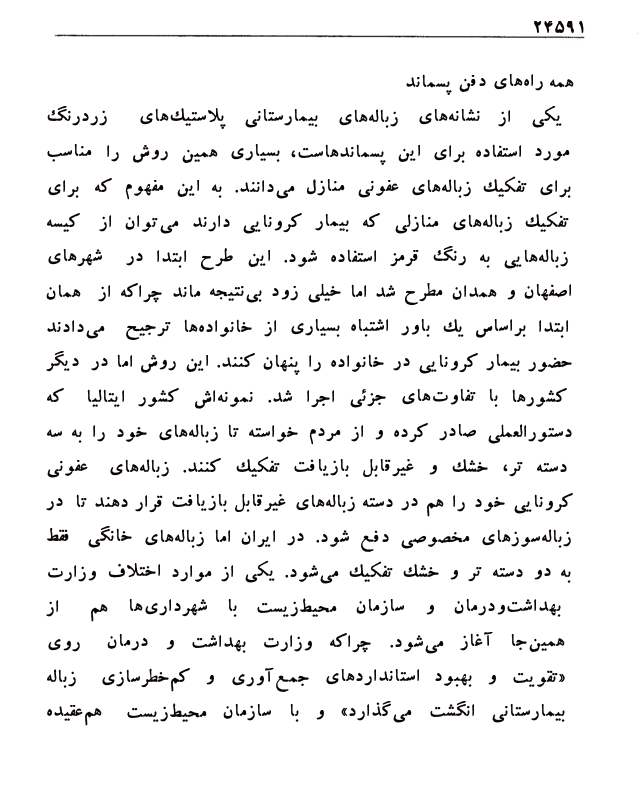 ۲۴۵۹۱
همه راه‌های دفن پسماند
یکی از نشانه‌های زباله‌های بیمارستانی پلاستیك‌های زردرنگ
مورد استفاده برای این پسماندهاست، بسیاری همین روش را مناسب
برای تفکیك زباله‌های عفونی منازل می‌دانند. به این مفهوم که برای
تفکیك زباله‌های منازلی که بیمار کرونایی دارند می‌توان از کیسه
زباله‌هایی به رنگ قرمز استفاده شود. این طرح ابتدا در شهرهای
اصفهان و همدان مطرح شد اما خیلی زود بی‌نتیجه ماند چراکه از همان
ابتدا براساس یك باور اشتباه بسیاری از خانواده‌ها ترجیح می‌دادند
حضور بیمار کرونایی در خانواده را پنهان کنند. این روش اما در دیگر
کشورها با تفاوت‌های جزئی اجرا شد. نمونه‌اش کشور ایتالیا که
دستورالعملی صادر کرده و از مردم خواسته تا زباله‌های خود را به سه
دسته تر، خشك و غیرقابل بازیافت تفکیك کنند. زباله‌های عفونی
کرونایی خود را هم در دسته زباله‌های غیرقابل بازیافت قرار دهند تا در
زباله‌سوزهای مخصوصی دفع شود. در ایران اما زباله‌های خانگی فقط
به دو دسته تر و خشك تفکیك می‌شود. یکی از موارد اختلاف وزارت
بهداشت‌ودرمان و سازمان محیط‌زیست با شهرداری‌ها هم از
همین‌جا آغاز می‌شود. چراکه وزارت بهداشت و درمان روی
«تقویت و بهبود استانداردهای جمع‌آوری و کم‌خطرسازی زباله
بیمارستانی انگشت می‌گذارد» و با سازمان محیط‌زیست هم‌عقیده